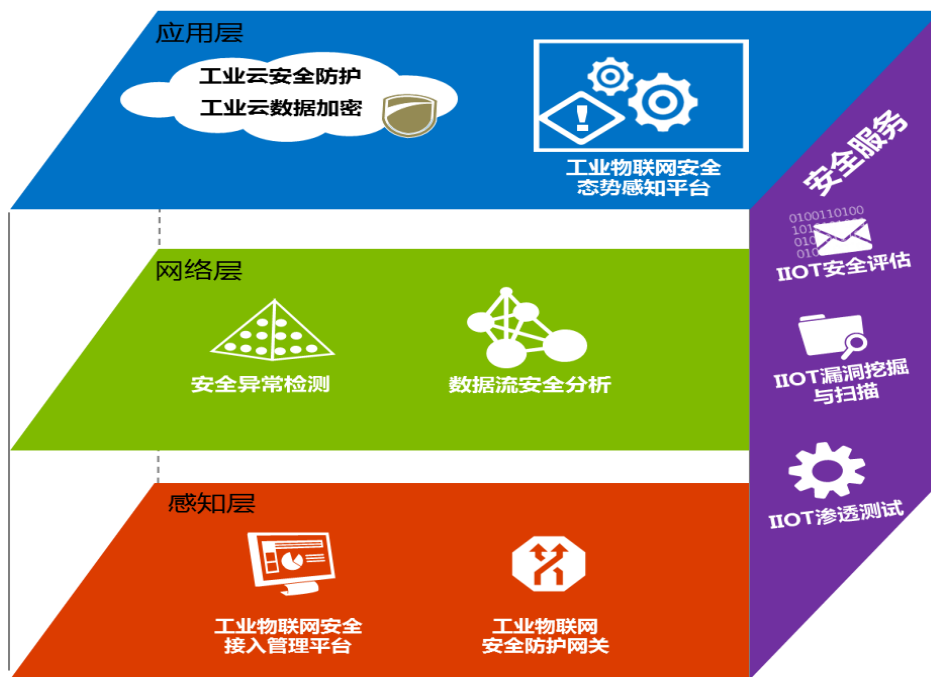 应用层
工业云安全防护
工业云数据加密
工业物联网安全
态势感知平台
网络层
安全异常检测
数据流安全分析
感知层
工业物联网安全
接入管理平台
工业物联网
安全防护网关
安全服务
0100110100
IIOT安全评估
IIOT漏洞挖掘
与扫描
IIOT渗透测试